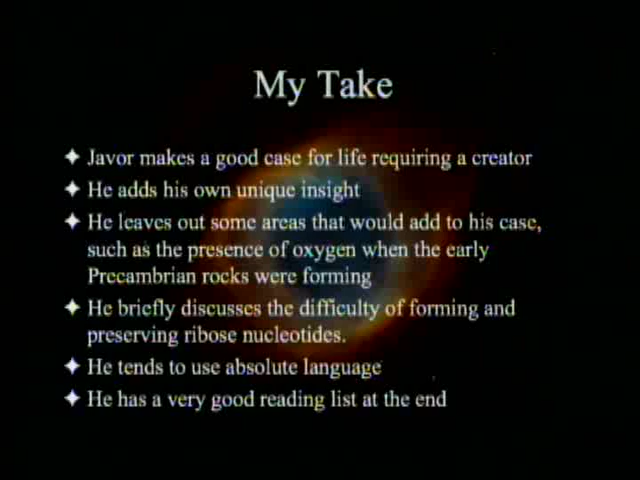 My Take
Javor makes a good case for life requiring a creator
He adds his own unique insight
He leaves out some areas that would add to his case,
such as the presence of oxygen when the early
Precambrian rocks were forming
He briefly discusses the difficulty of forming and
preserving ribose nucleotides.
He tends to use absolute language
He has a very good reading list at the end